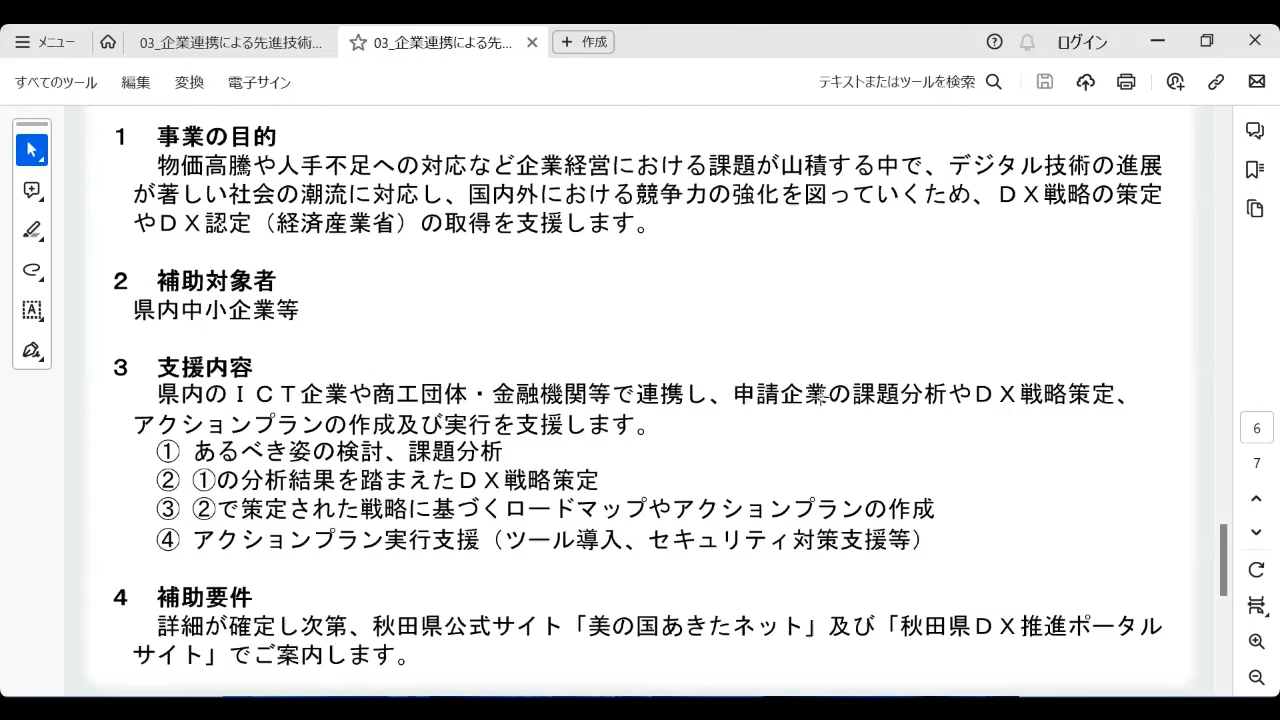 メニュー
03_企業連携による先進技術...
03_企業連携による先...
作成
ログイン
すべてのツール
編集
変換
電子サイン
テキストまたはツールを検索
1 事業の目的
物価高騰や人手不足への対応など企業経営における課題が山積する中で、デジタル技術の進展
が著しい社会の潮流に対応し、国内外における競争力の強化を図っていくため、ＤＸ戦略の策定
やＤＸ認定（経済産業省）の取得を支援します。
2 補助対象者
県内中小企業等
3 支援内容
県内のＩＣＴ企業や商工団体・金融機関等で連携し、申請企業の課題分析やＤＸ戦略策定、
アクションプランの作成及び実行を支援します。
① あるべき姿の検討、課題分析
② ①の分析結果を踏まえたＤＸ戦略策定
③ ②で策定された戦略に基づくロードマップやアクションプランの作成
④ アクションプラン実行支援（ツール導入、セキュリティ対策支援等）
4 補助要件
詳細が確定し次第、秋田県公式サイト「美の国あきたネット」及び「秋田県ＤＸ推進ポータル
サイト」でご案内します。
6
7